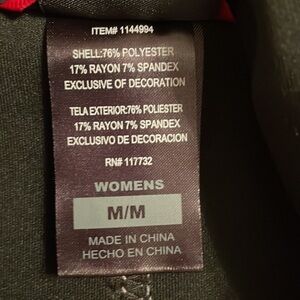 ITEM# 1144994
SHELL:76% POLYESTER
17% RAYON 7% SPANDEX
EXCLUSIVE OF DECORATION
TELA EXTERIOR:76% POLIESTER
17% RAYON 7% SPANDEX
EXCLUSIVO DE DECORACION
RN# 117732
WOMENS
M/M
MADE IN CHINA
HECHO EN CHINA